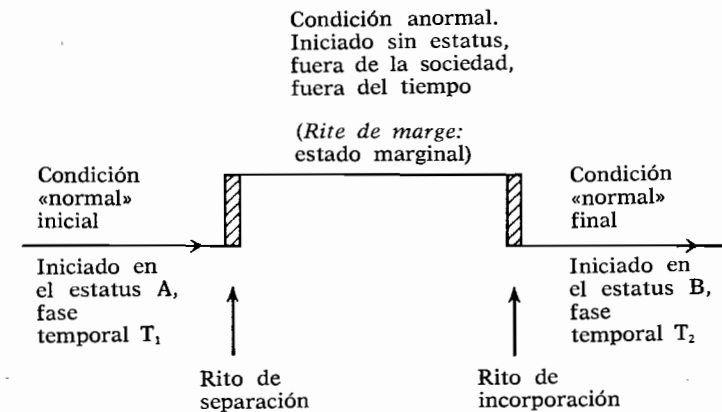 Condición anormal.
Iniciado sin estatus,
fuera de la sociedad,
fuera del tiempo
(Rite de marge:
estado marginal)
Condición
«normal»
inicial
Condición
«normal»
final
Iniciado en
el estatus A,
fase
temporal T₁
Iniciado en
el estatus B,
fase
temporal T₂
Rito de
separación
Rito de
incorporación